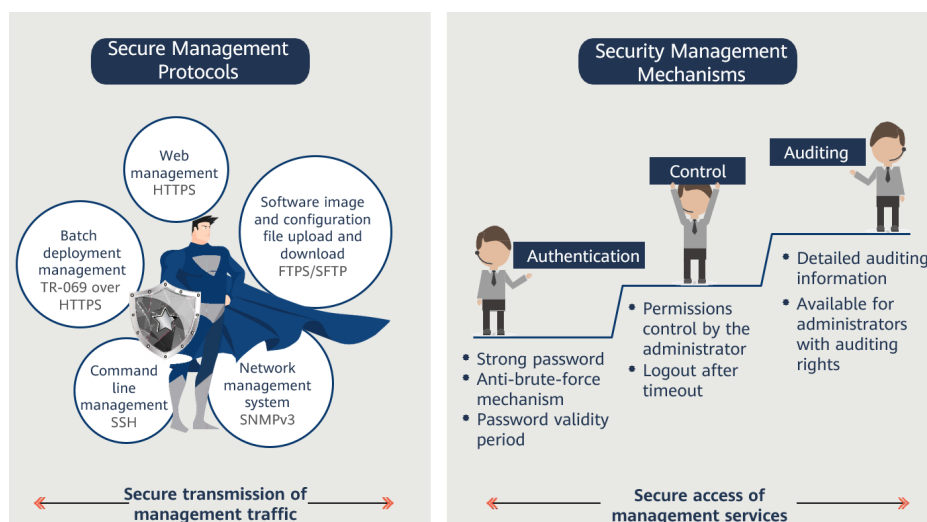 Secure Management
Protocols
Web
management
HTTPS
Software image
and configuration
file upload and
download
FTPS/SFTP
Batch
deployment
management
TR-069 over
HTTPS
Command
line
management
SSH
Network
management
system
SNMPv3
Secure transmission of
management traffic
Security Management
Mechanisms
Authentication
• Strong password
• Anti-brute-force
mechanism
• Password validity
period
Control
• Permissions
control by the
administrator
• Logout after
timeout
Auditing
• Detailed auditing
information
• Available for
administrators
with auditing
rights
Secure access of
management services